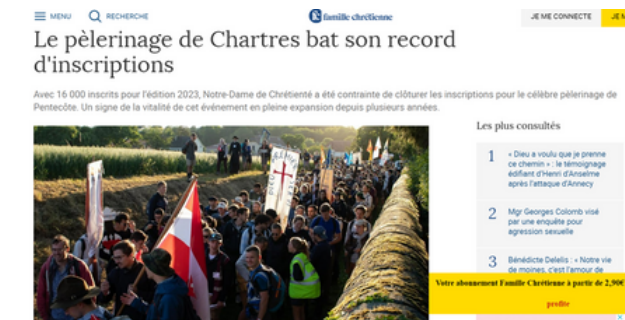 MENU
RECHERCHE
famille chrétienne
JE ME CONNECTE
Le pèlerinage de Chartres bat son record
d'inscriptions
Avec 16 000 inscrits pour l'édition 2023, Notre-Dame de Chrétienté a été contrainte de clôturer les inscriptions pour le célèbre pèlerinage de
Pentecôte. Un signe de la vitalité de cet événement en pleine expansion depuis plusieurs années.
Les plus consultés
1
« Dieu a voulu que je prenne
ce chemin » : le témoignage
édifiant d'Henri d'Anselme
après l'attaque d'Annecy
2
Mgr Georges Colomb visé
par une enquête pour
agression sexuelle
3
Bénédicte Delelis : « Notre vie
de moines, c'est l'amour de
Votre abonnement Famille Chrétienne à partir de 2,90€
profite